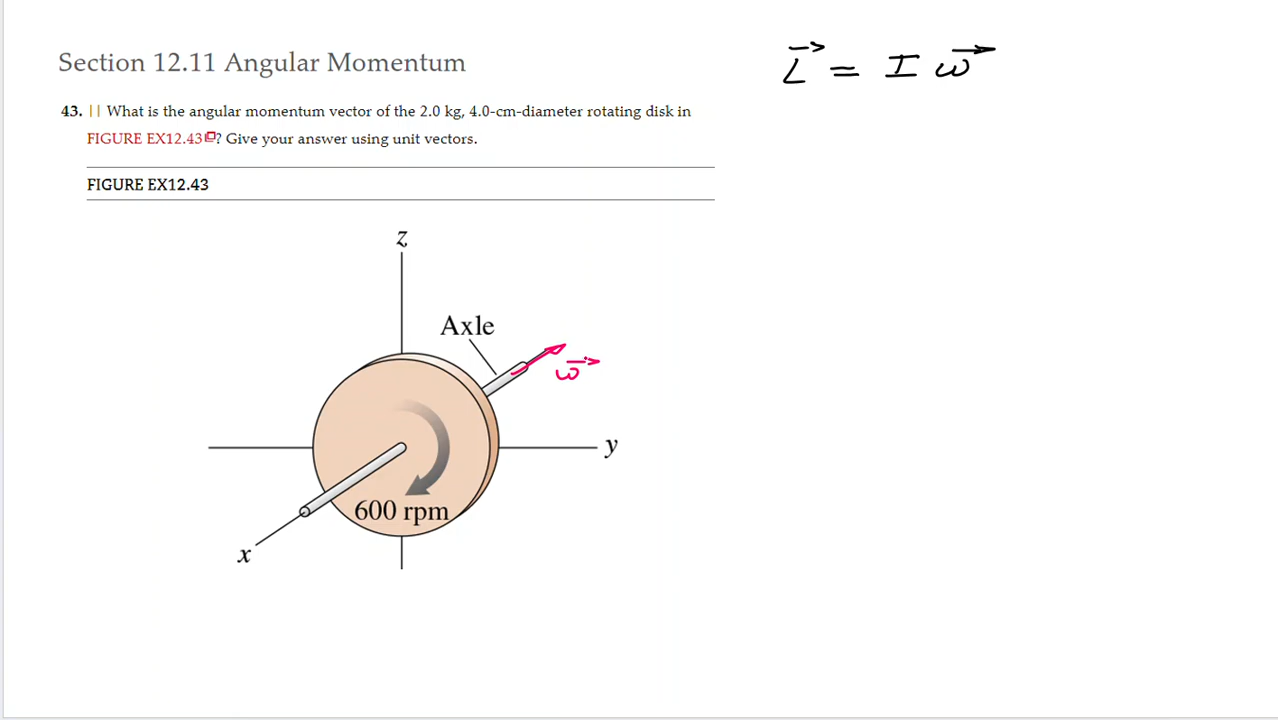 Section 12.11 Angular Momentum
L⃗ = I ω⃗
43. || What is the angular momentum vector of the 2.0 kg, 4.0-cm-diameter rotating disk in
FIGURE EX12.43? Give your answer using unit vectors.
FIGURE EX12.43
z
Axle
ω⃗
y
600 rpm
x